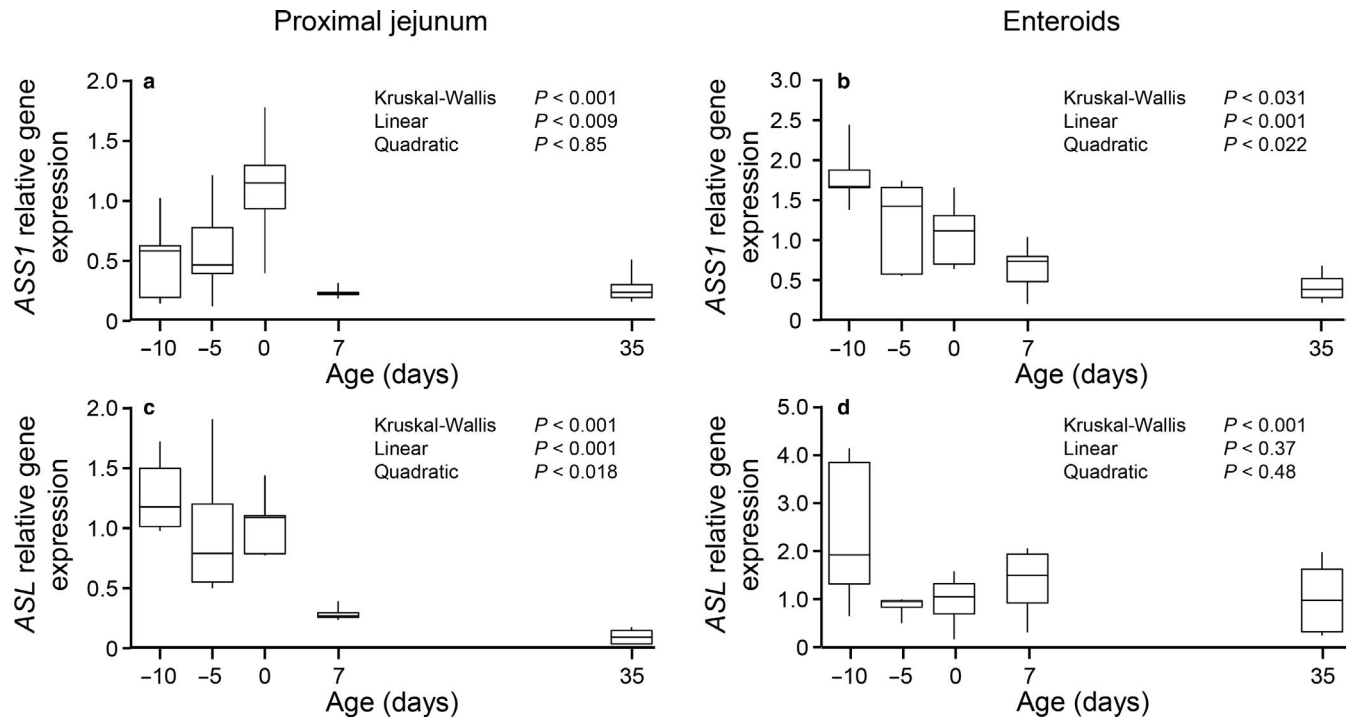 Proximal jejunum
Enteroids
ASS1 relative gene
expression
a
2.0
1.5
1.0
0.5
0
Kruskal-Wallis P < 0.001
Linear P < 0.009
Quadratic P < 0.85
−10 −5 0 7 35
Age (days)
ASS1 relative gene
expression
b
3.0
2.5
2.0
1.5
1.0
0.5
0
Kruskal-Wallis P < 0.031
Linear P < 0.001
Quadratic P < 0.022
−10 −5 0 7 35
Age (days)
ASL relative gene
expression
c
2.0
1.5
1.0
0.5
0
Kruskal-Wallis P < 0.001
Linear P < 0.001
Quadratic P < 0.018
−10 −5 0 7 35
Age (days)
ASL relative gene
expression
d
5.0
4.0
3.0
2.0
1.0
0
Kruskal-Wallis P < 0.001
Linear P < 0.37
Quadratic P < 0.48
−10 −5 0 7 35
Age (days)